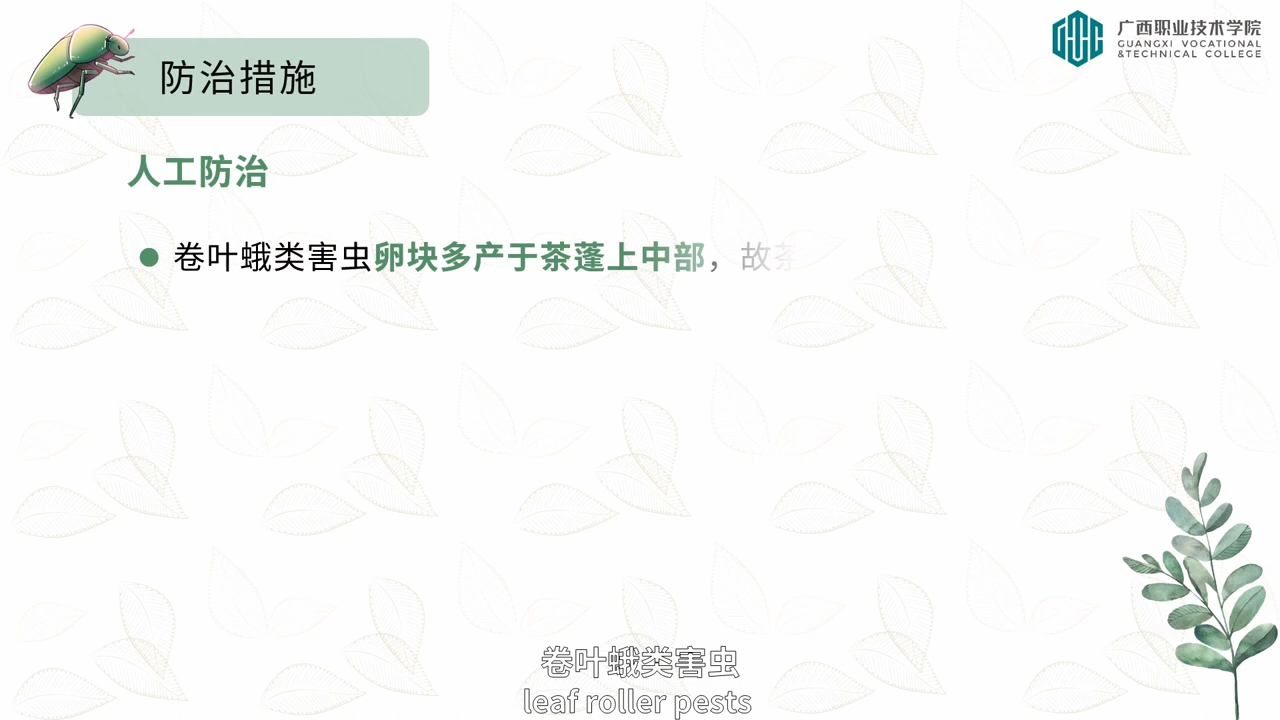 广西职业技术学院
GUANGXI VOCATIONAL
&TECHNICAL COLLEGE
防治措施
人工防治
卷叶蛾类害虫卵块多产于茶蓬上中部，故茶
卷叶蛾类害虫
leaf roller pests